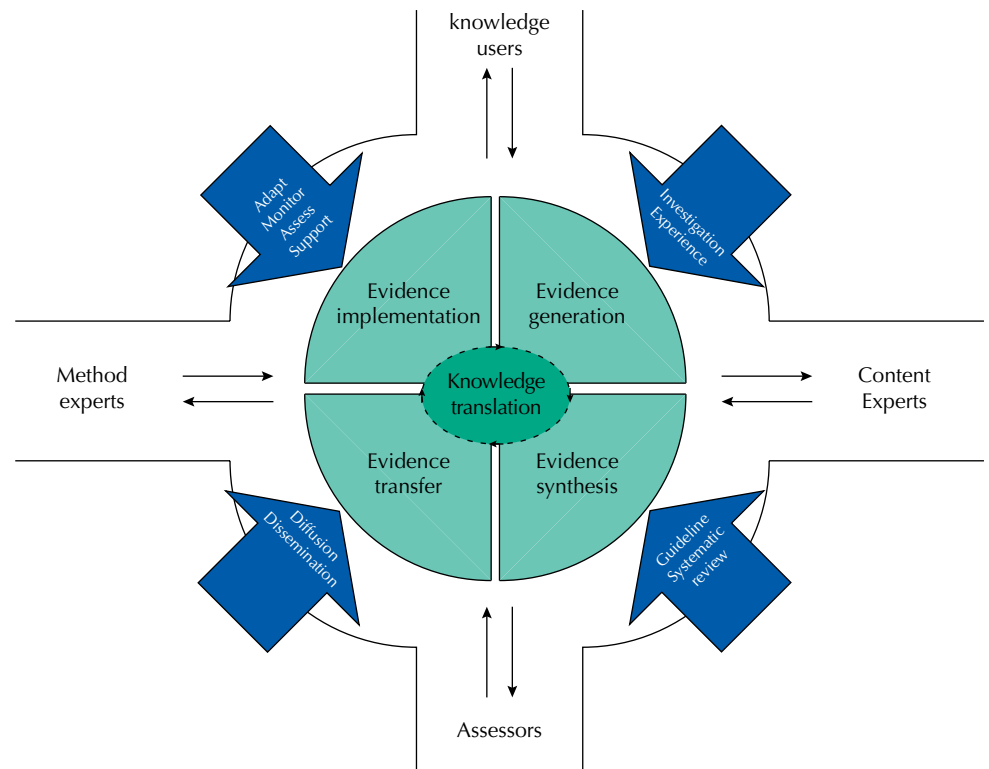 knowledge
users
Adapt
Monitor
Assess
Support
Investigation
Experience
Evidence
implementation
Evidence
generation
Method
experts
Knowledge
translation
Content
Experts
Evidence
transfer
Evidence
synthesis
Diffusion
Dissemination
Guideline
Systematic
review
Assessors